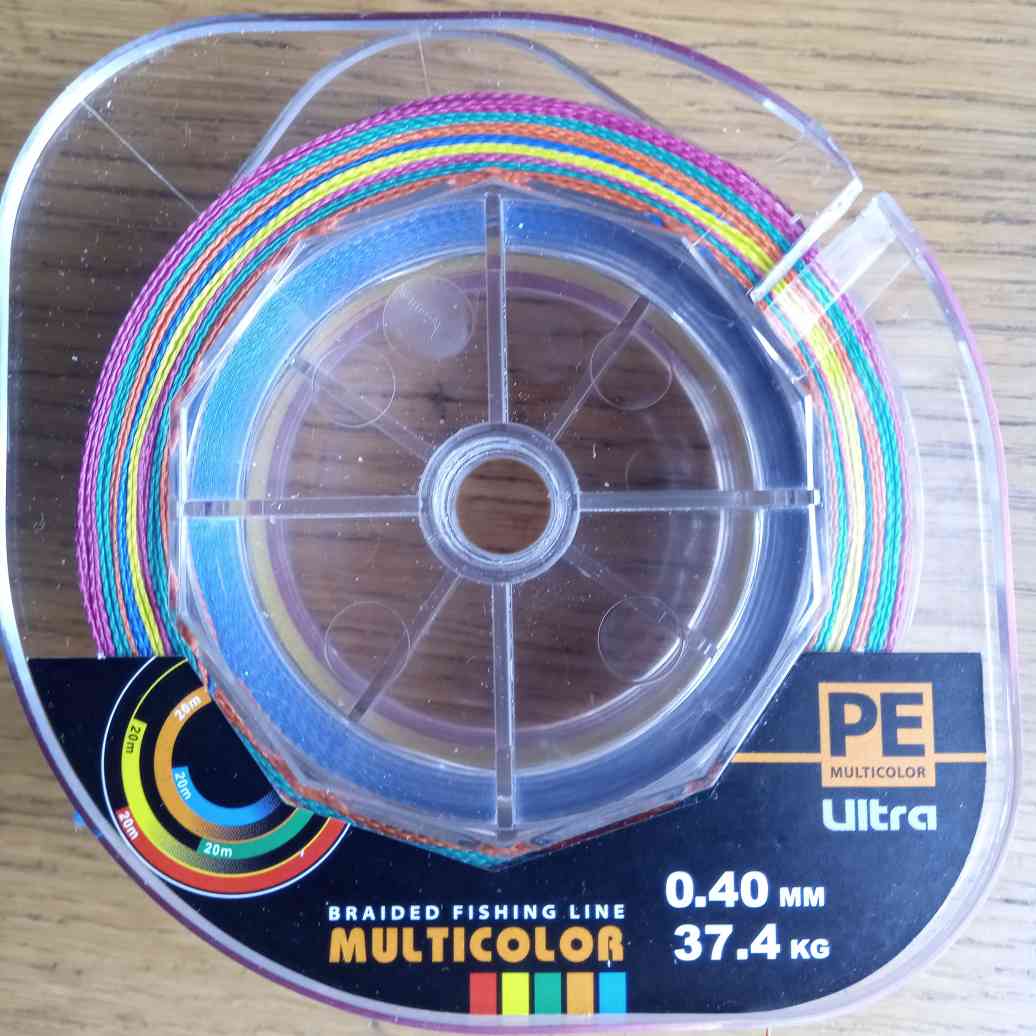 20m
20m
20m
20m
20m
PE
MULTICOLOR
Ultra
0.40 MM
37.4 KG
BRAIDED FISHING LINE
MULTICOLOR